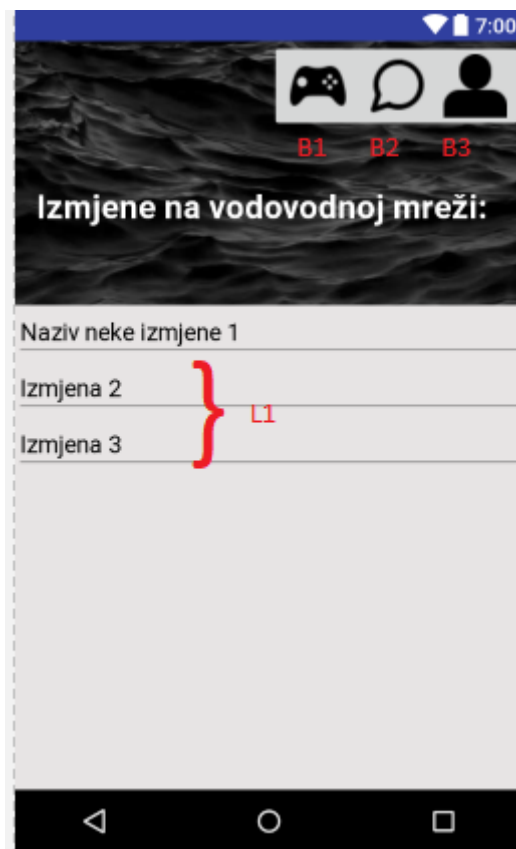 7:00
B1 B2 B3
Izmjene na vodovodnoj mreži:
Naziv neke izmjene 1
Izmjena 2
L1
Izmjena 3